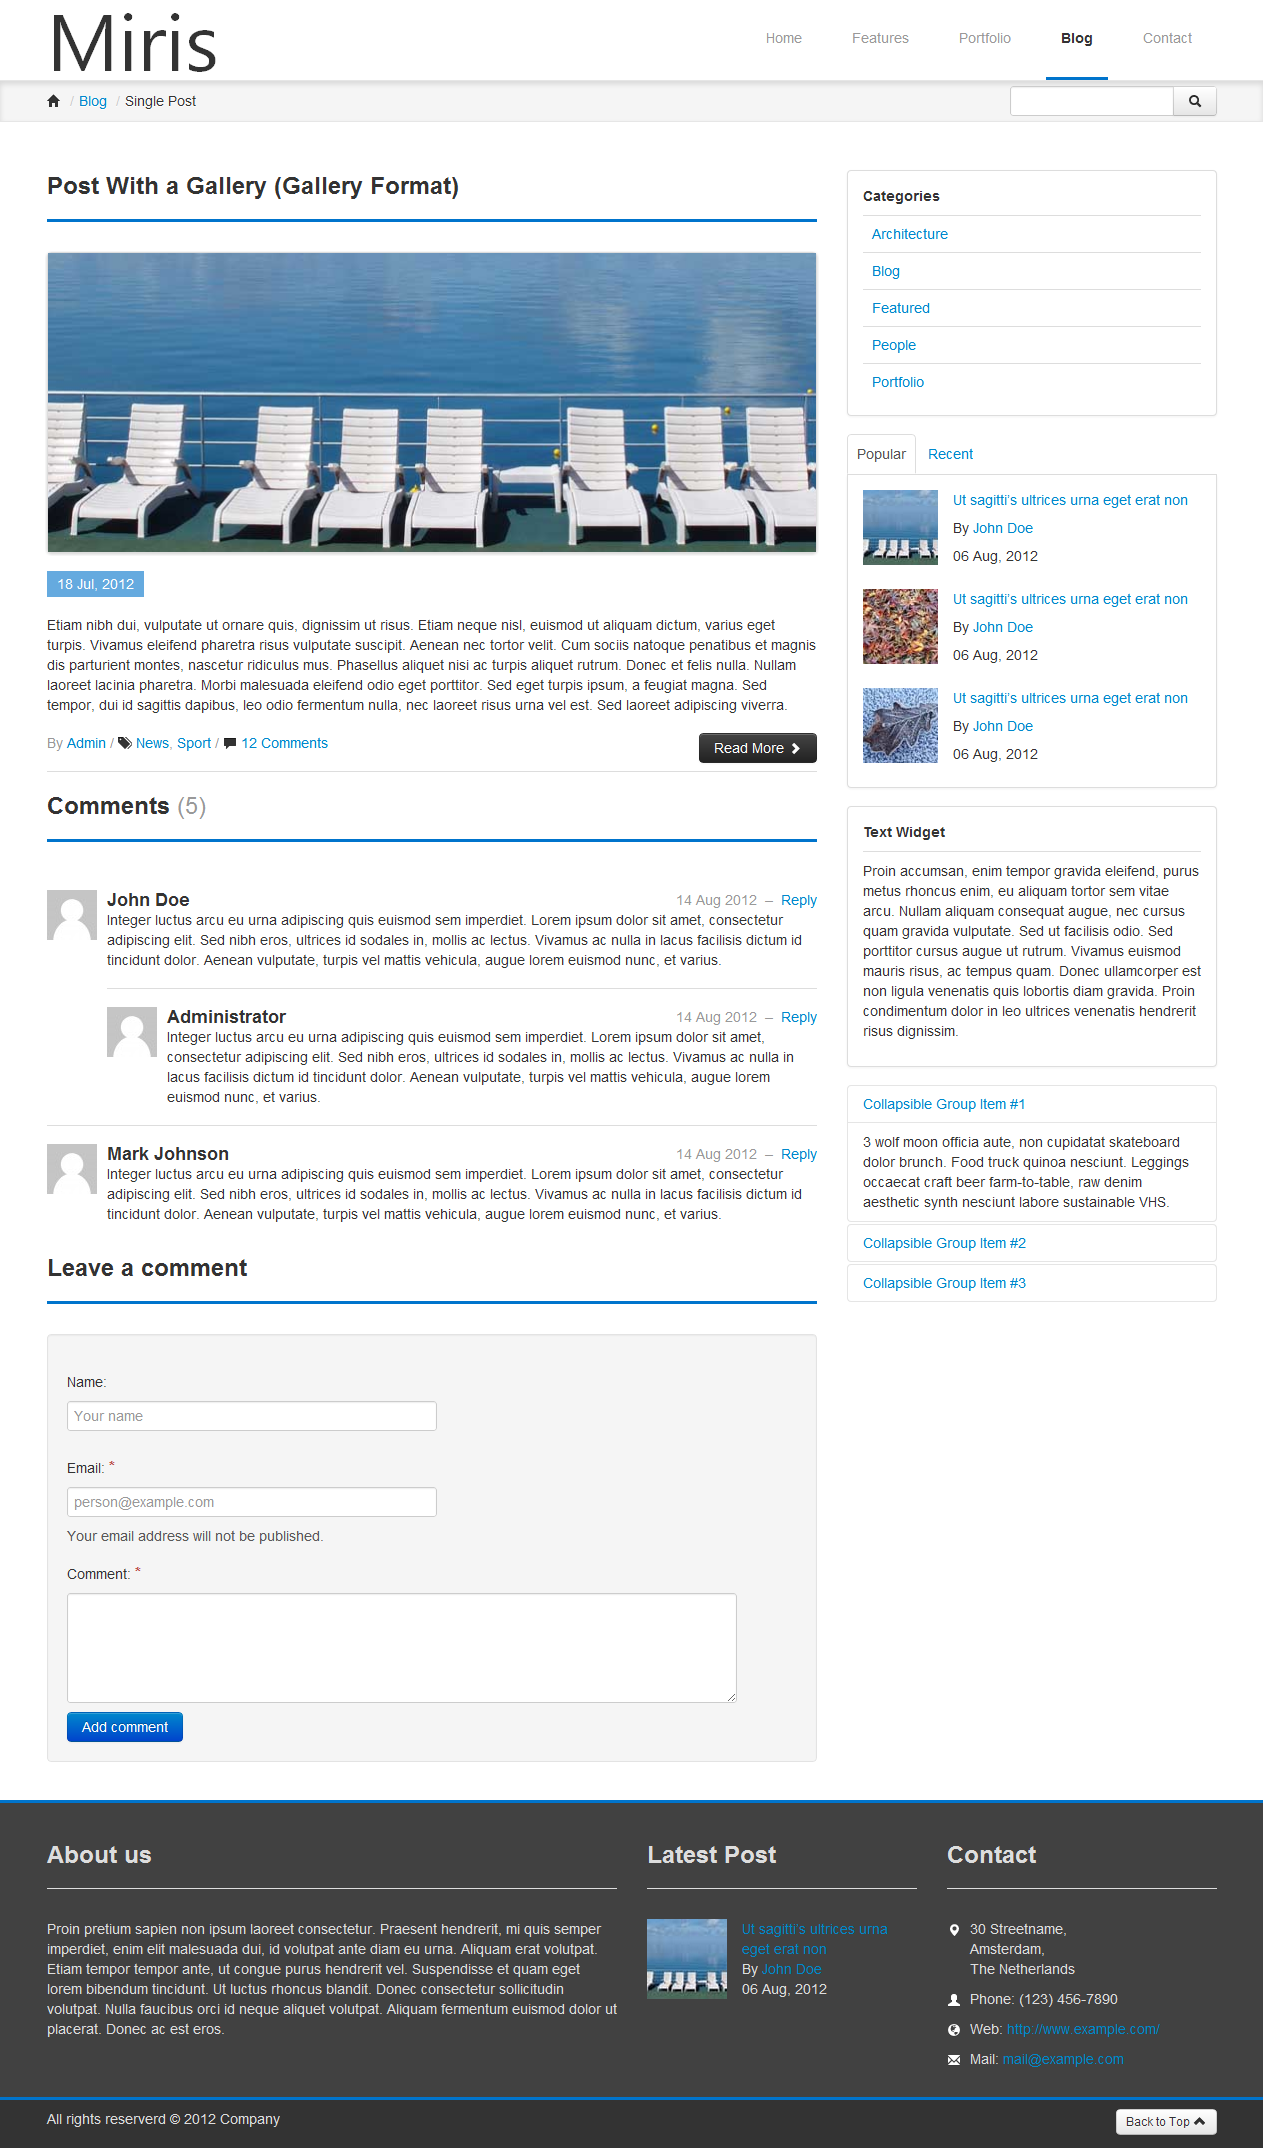 Miris
Home
Features
Portfolio
Blog
Contact
/ Blog / Single Post
Post With a Gallery (Gallery Format)
18 Jul, 2012
Etiam nibh dui, vulputate ut ornare quis, dignissim ut risus. Etiam neque nisl, euismod ut aliquam dictum, varius eget
turpis. Vivamus eleifend pharetra risus vulputate suscipit. Aenean nec tortor velit. Cum sociis natoque penatibus et magnis
dis parturient montes, nascetur ridiculus mus. Phasellus aliquet nisi ac turpis aliquet rutrum. Donec et felis nulla. Nullam
laoreet lacinia pharetra. Morbi malesuada eleifend odio eget porttitor. Sed eget turpis ipsum, a feugiat magna. Sed
tempor, dui id sagittis dapibus, leo odio fermentum nulla, nec laoreet risus urna vel est. Sed laoreet adipiscing viverra.
By Admin / News, Sport / 12 Comments
Read More
Comments (5)
John Doe
14 Aug 2012 – Reply
Integer luctus arcu eu urna adipiscing quis euismod sem imperdiet. Lorem ipsum dolor sit amet, consectetur
adipiscing elit. Sed nibh eros, ultrices id sodales in, mollis ac lectus. Vivamus ac nulla in lacus facilisis dictum id
tincidunt dolor. Aenean vulputate, turpis vel mattis vehicula, augue lorem euismod nunc, et varius.
Administrator
14 Aug 2012 – Reply
Integer luctus arcu eu urna adipiscing quis euismod sem imperdiet. Lorem ipsum dolor sit amet,
consectetur adipiscing elit. Sed nibh eros, ultrices id sodales in, mollis ac lectus. Vivamus ac nulla in
lacus facilisis dictum id tincidunt dolor. Aenean vulputate, turpis vel mattis vehicula, augue lorem
euismod nunc, et varius.
Mark Johnson
14 Aug 2012 – Reply
Integer luctus arcu eu urna adipiscing quis euismod sem imperdiet. Lorem ipsum dolor sit amet, consectetur
adipiscing elit. Sed nibh eros, ultrices id sodales in, mollis ac lectus. Vivamus ac nulla in lacus facilisis dictum id
tincidunt dolor. Aenean vulputate, turpis vel mattis vehicula, augue lorem euismod nunc, et varius.
Leave a comment
Name:
Your name
Email: *
person@example.com
Your email address will not be published.
Comment: *
Add comment
Categories
Architecture
Blog
Featured
People
Portfolio
Popular
Recent
Ut sagitti's ultrices urna eget erat non
By John Doe
06 Aug, 2012
Ut sagitti's ultrices urna eget erat non
By John Doe
06 Aug, 2012
Ut sagitti's ultrices urna eget erat non
By John Doe
06 Aug, 2012
Text Widget
Proin accumsan, enim tempor gravida eleifend, purus
metus rhoncus enim, eu aliquam tortor sem vitae
arcu. Nullam aliquam consequat augue, nec cursus
quam gravida vulputate. Sed ut facilisis odio. Sed
porttitor cursus augue ut rutrum. Vivamus euismod
mauris risus, ac tempus quam. Donec ullamcorper est
non ligula venenatis quis lobortis diam gravida. Proin
condimentum dolor in leo ultrices venenatis hendrerit
risus dignissim.
Collapsible Group Item #1
3 wolf moon officia aute, non cupidatat skateboard
dolor brunch. Food truck quinoa nesciunt. Leggings
occaecat craft beer farm-to-table, raw denim
aesthetic synth nesciunt labore sustainable VHS.
Collapsible Group Item #2
Collapsible Group Item #3
About us
Proin pretium sapien non ipsum laoreet consectetur. Praesent hendrerit, mi quis semper
imperdiet, enim elit malesuada dui, id volutpat ante diam eu urna. Aliquam erat volutpat.
Etiam tempor tempor ante, ut congue purus hendrerit vel. Suspendisse et quam eget
lorem bibendum tincidunt. Ut luctus rhoncus blandit. Donec consectetur sollicitudin
volutpat. Nulla faucibus orci id neque aliquet volutpat. Aliquam fermentum euismod dolor ut
placerat. Donec ac est eros.
Latest Post
Ut sagitti's ultrices urna
eget erat non
By John Doe
06 Aug, 2012
Contact
30 Streetname,
Amsterdam,
The Netherlands
Phone: (123) 456-7890
Web: http://www.example.com/
Mail: mail@example.com
All rights reserverd © 2012 Company
Back to Top